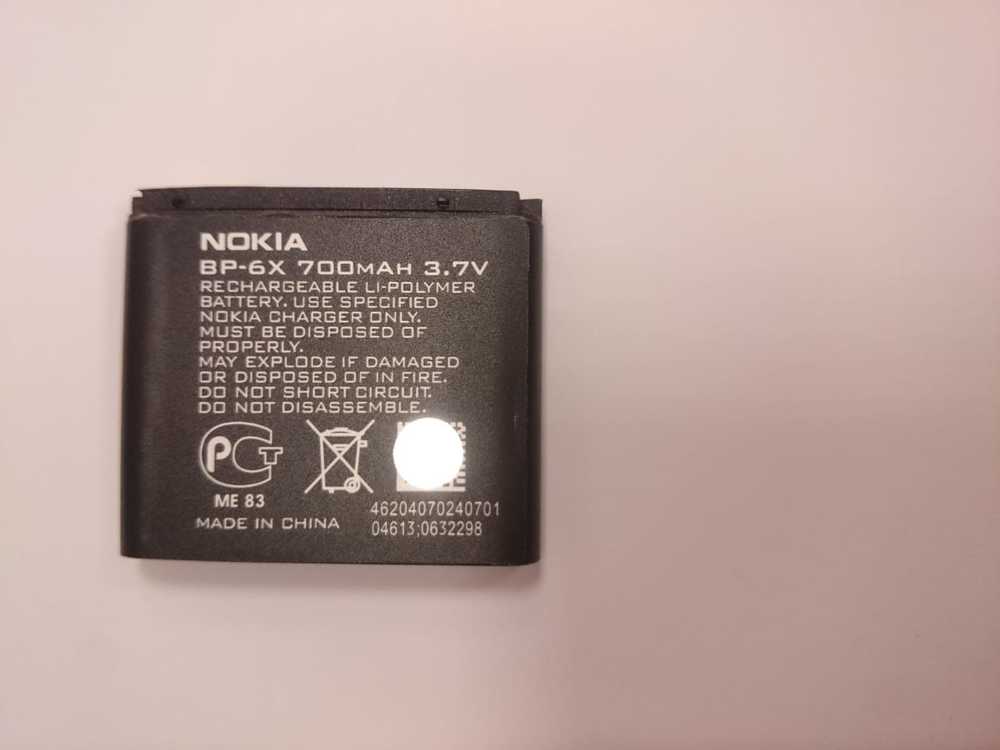 NOKIA
BP-6X 700MAH 3.7V
RECHARGEABLE LI-POLYMER
BATTERY. USE SPECIFIED
NOKIA CHARGER ONLY.
MUST BE DISPOSED OF
PROPERLY.
MAY EXPLODE IF DAMAGED
OR DISPOSED OF IN FIRE.
DO NOT SHORT CIRCUIT.
DO NOT DISASSEMBLE.
PCT
ME 83
MADE IN CHINA
46204070240701
04613;0632298